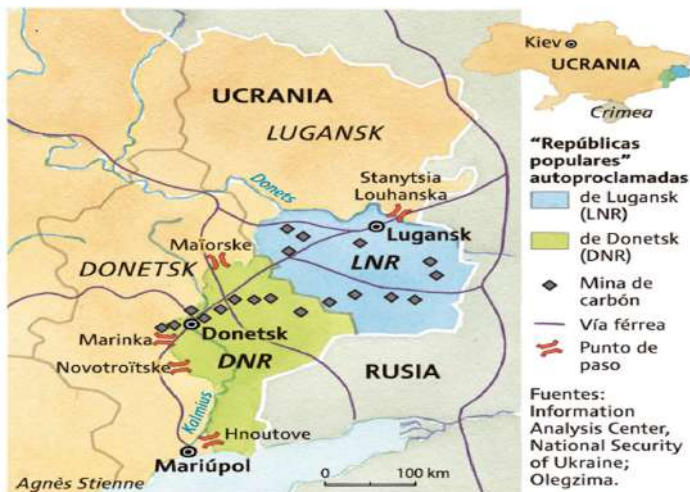 UCRANIA
LUGANSK
Donets
Stanytsia
Louhanska
Lugansk
LNR
Maïorske
DONETSK
Marinka
Donetsk
DNR
Novotroïtske
RUSIA
Kalmius
Hnoutove
Mariúpol
Agnès Stienne
0 100 km
Kiev
UCRANIA
Crimea
“Repúblicas
populares”
autoproclamadas
de Lugansk
(LNR)
de Donetsk
(DNR)
Mina de
carbón
Vía férrea
Punto de
paso
Fuentes:
Information
Analysis Center,
National Security
of Ukraine;
Olegzima.